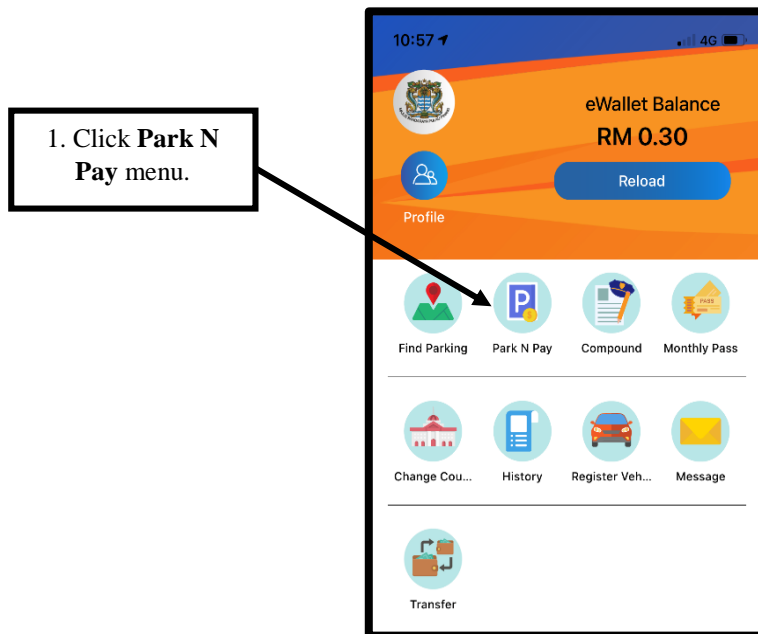 1. Click Park N
Pay menu.
10:57
4G
eWallet Balance
RM 0.30
Reload
Profile
P
$
PASS
Find Parking
Park N Pay
Compound
Monthly Pass
Change Cou...
History
Register Veh...
Message
Transfer